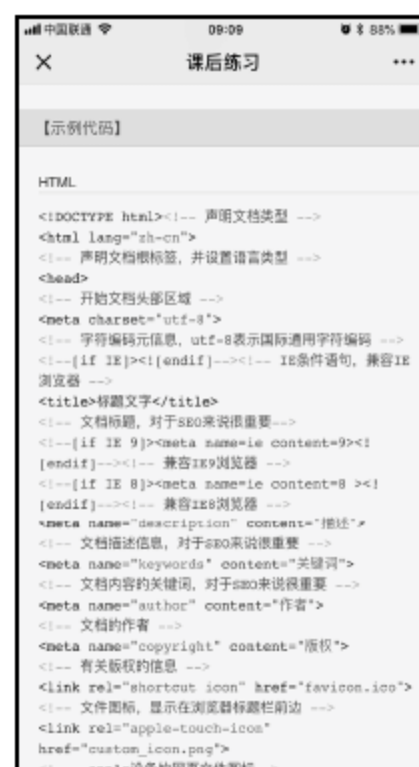 中国联通 09:09 88%
× 课后练习 •••
【示例代码】
HTML
<!DOCTYPE html><!-- 声明文档类型 -->
<html lang="zh-cn">
<!-- 声明文档根标签，并设置语言类型 -->
<head>
<!-- 开始文档头部区域 -->
<meta charset="utf-8">
<!-- 字符编码元信息，utf-8表示国际通用字符编码 -->
<!--[if IE]><![endif]--><!-- IE条件语句，兼容IE
浏览器 -->
<title>标题文字</title>
<!-- 文档标题，对于SEO来说很重要-->
<!--[if IE 9]><meta name=ie content=9><!
[endif]--><!-- 兼容IE9浏览器 -->
<!--[if IE 8]><meta name=ie content=8 ><!
[endif]--><!-- 兼容IE8浏览器 -->
<meta name="description" content="描述">
<!-- 文档描述信息，对于SEO来说很重要 -->
<meta name="keywords" content="关键词">
<!-- 文档内容的关键词，对于SEO来说很重要 -->
<meta name="author" content="作者">
<!-- 文档的作者 -->
<meta name="copyright" content="版权">
<!-- 有关版权的信息 -->
<link rel="shortcut icon" href="favicon.ico">
<!-- 文件图标，显示在浏览器标题栏前边 -->
<link rel="apple-touch-icon"
href="custom_icon.png">